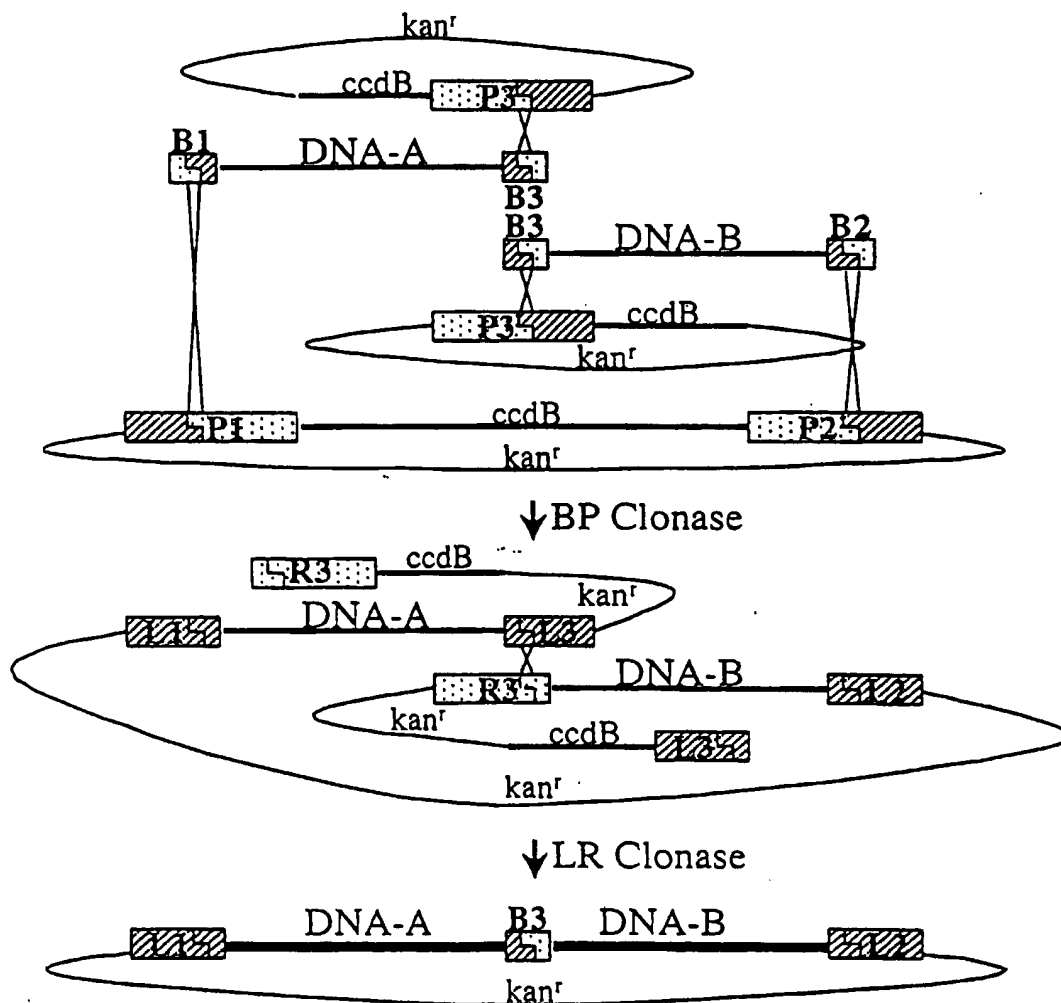 kanʳ
ccdB P3
B1 DNA-A
B3
B3 DNA-B B2
P3 ccdB
kanʳ
P1 ccdB P2
kanʳ
BP Clonase
R3 ccdB
kanʳ
L1 DNA-A L3
R3 DNA-B L2
kanʳ
ccdB L3
kanʳ
LR Clonase
L1 DNA-A B3 DNA-B L2
kanʳ